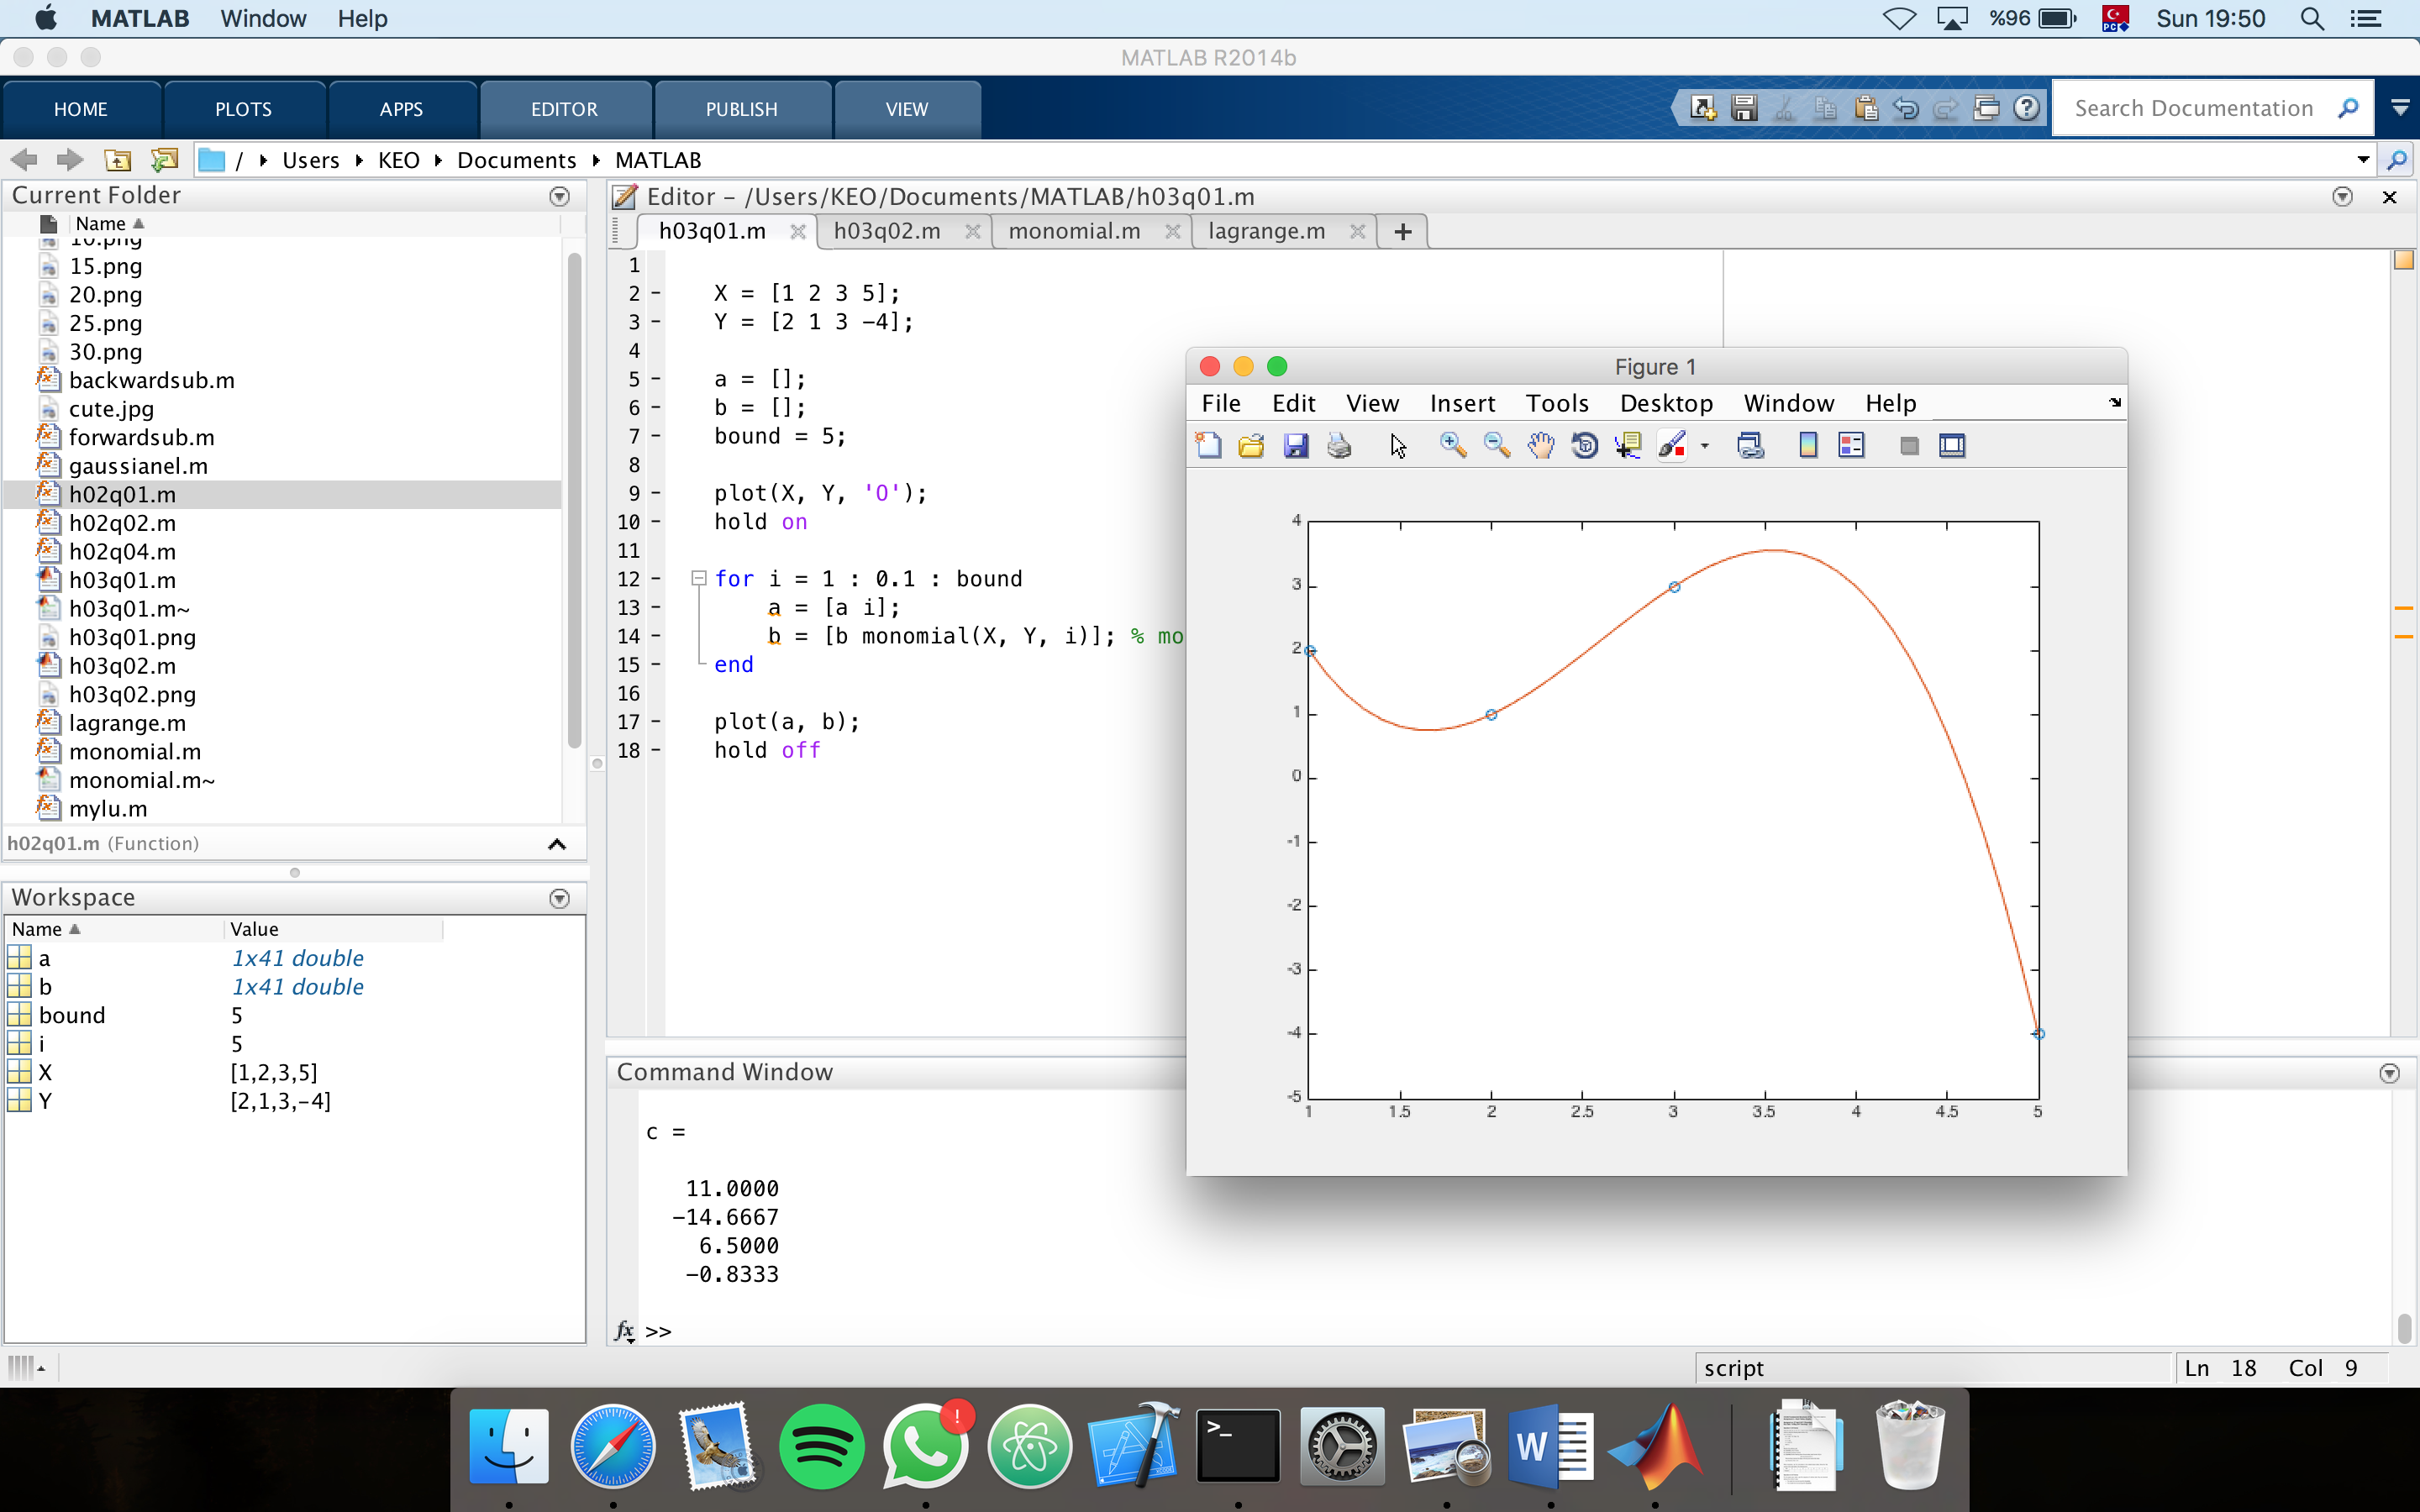 MATLAB Window Help %96 Sun 19:50
MATLAB R2014b
HOME PLOTS APPS EDITOR PUBLISH VIEW Search Documentation
/ Users KEO Documents MATLAB
Current Folder
Name
10.png
15.png
20.png
25.png
30.png
backwardsub.m
cute.jpg
forwardsub.m
gaussianel.m
h02q01.m
h02q02.m
h02q04.m
h03q01.m
h03q01.m~
h03q01.png
h03q02.m
h03q02.png
lagrange.m
monomial.m
monomial.m~
mylu.m
h02q01.m (Function)
Workspace
Name Value
a 1x41 double
b 1x41 double
bound 5
i 5
X [1,2,3,5]
Y [2,1,3,-4]
Editor - /Users/KEO/Documents/MATLAB/h03q01.m
h03q01.m h03q02.m monomial.m lagrange.m +
1
2 - X = [1 2 3 5];
3 - Y = [2 1 3 -4];
4
5 - a = [];
6 - b = [];
7 - bound = 5;
8
9 - plot(X, Y, 'O');
10 - hold on
11
12 - for i = 1 : 0.1 : bound
13 - a = [a i];
14 - b = [b monomial(X, Y, i)]; % mo
15 - end
16
17 - plot(a, b);
18 - hold off
Figure 1
File Edit View Insert Tools Desktop Window Help
4
3
2
1
0
-1
-2
-3
-4
-5
1 1.5 2 2.5 3 3.5 4 4.5 5
Command Window
c =
11.0000
-14.6667
6.5000
-0.8333
fx >>
script Ln 18 Col 9